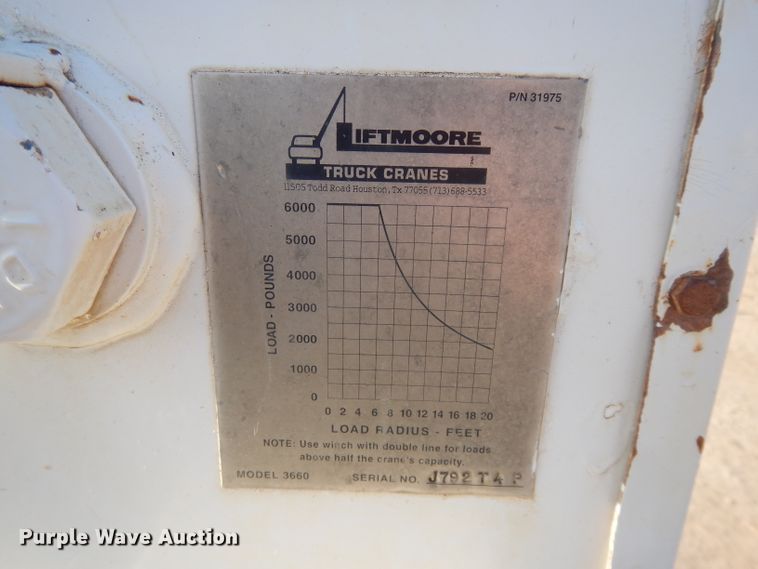 P/N 31975
LIFTMOORE
TRUCK CRANES
11505 Todd Road Houston, Tx 77055 (713) 688-5533
6000
5000
4000
3000
2000
1000
0
LOAD - POUNDS
0 2 4 6 8 10 12 14 16 18 20
LOAD RADIUS - FEET
NOTE: Use winch with double line for loads
above half the crane's capacity.
MODEL 3660 SERIAL NO. J792T4P
Purple Wave Auction